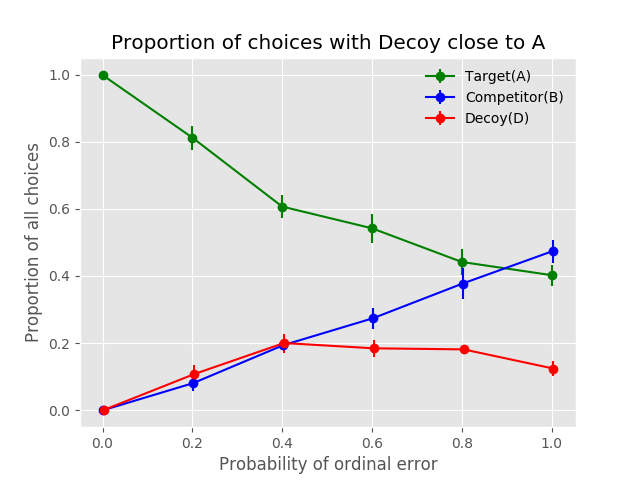 Proportion of choices with Decoy close to A
Target(A)
Competitor(B)
Decoy(D)
Proportion of all choices
1.0
0.8
0.6
0.4
0.2
0.0
0.0 0.2 0.4 0.6 0.8 1.0
Probability of ordinal error